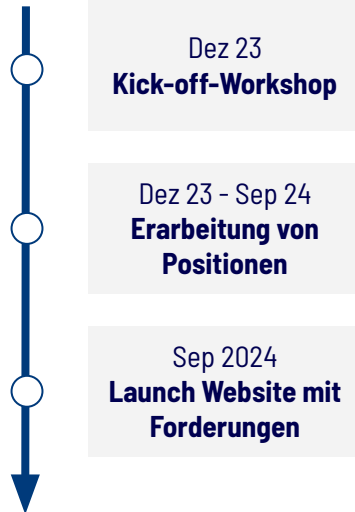 Dez 23
Kick-off-Workshop
Dez 23 - Sep 24
Erarbeitung von
Positionen
Sep 2024
Launch Website mit
Forderungen